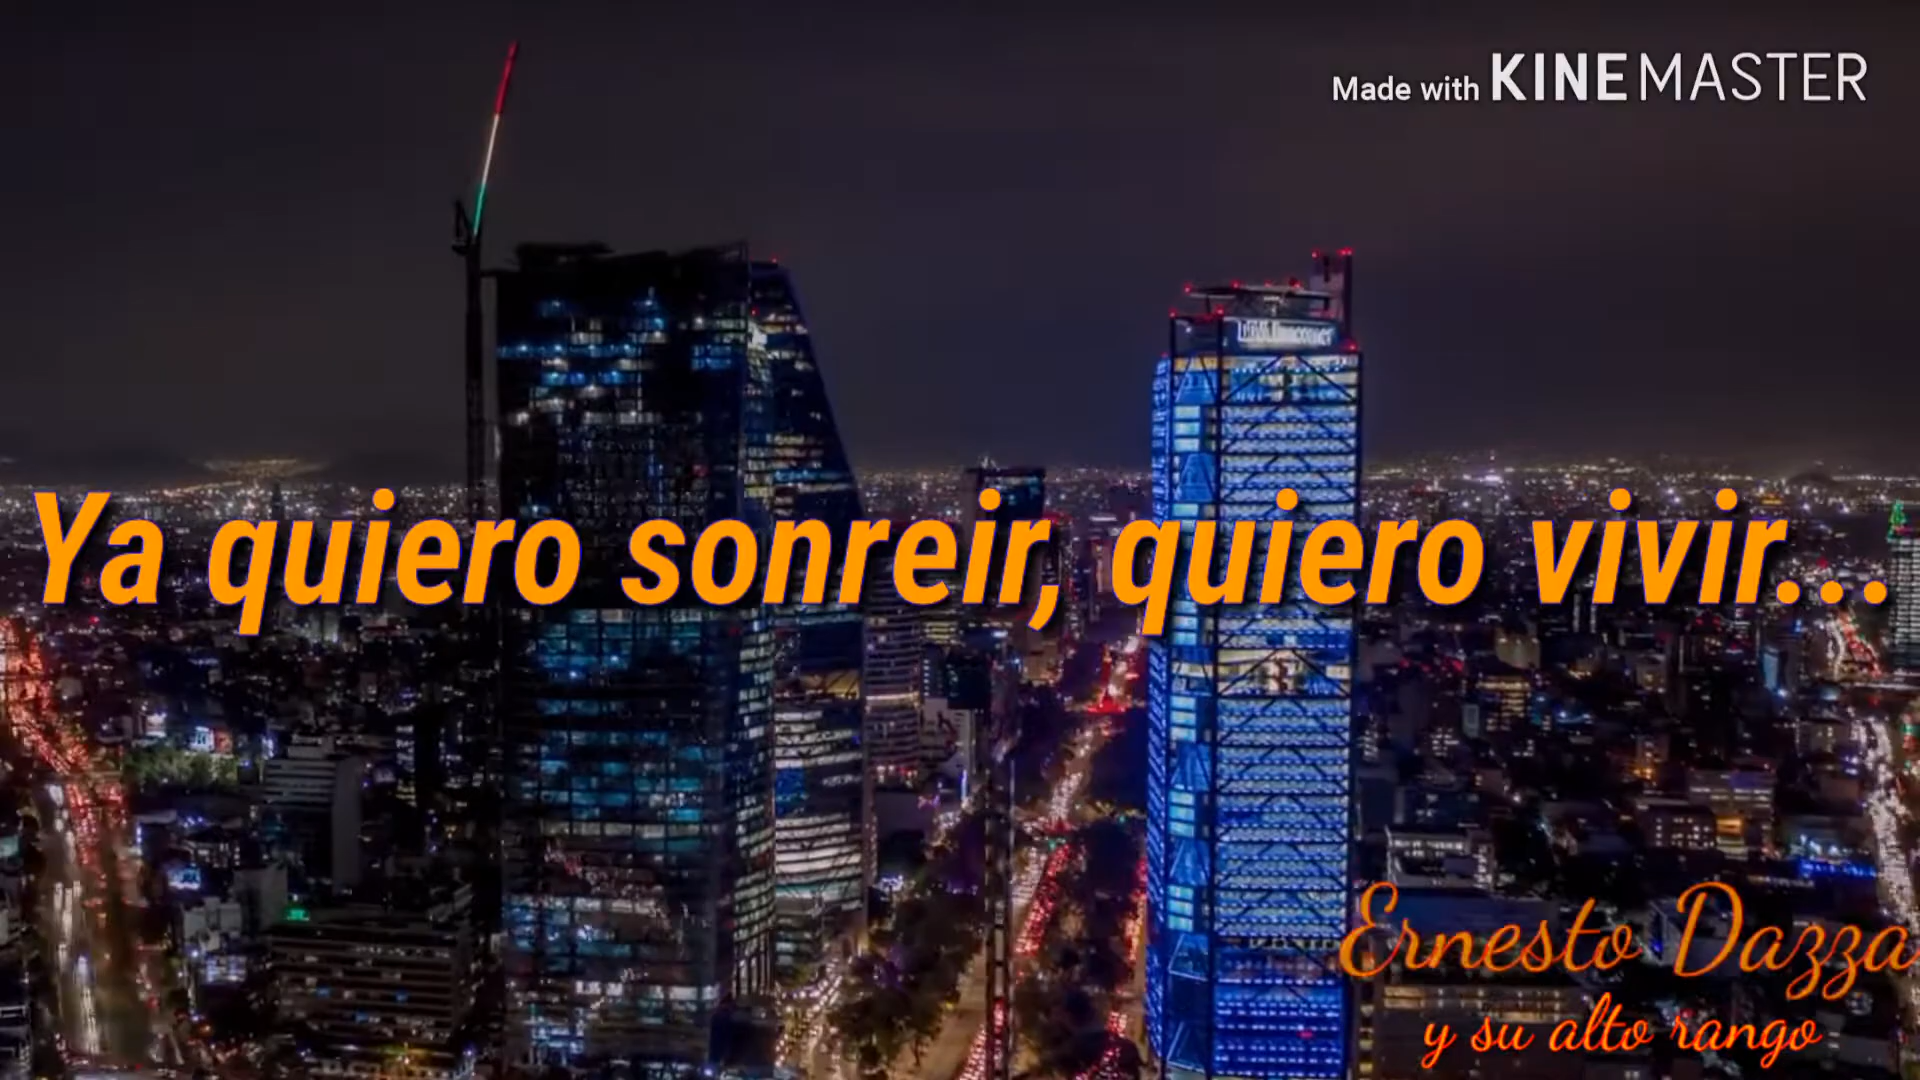 Made with KINEMASTER
Ya quiero sonreir, quiero vivir...
Ernesto Dazza
y su alto rango